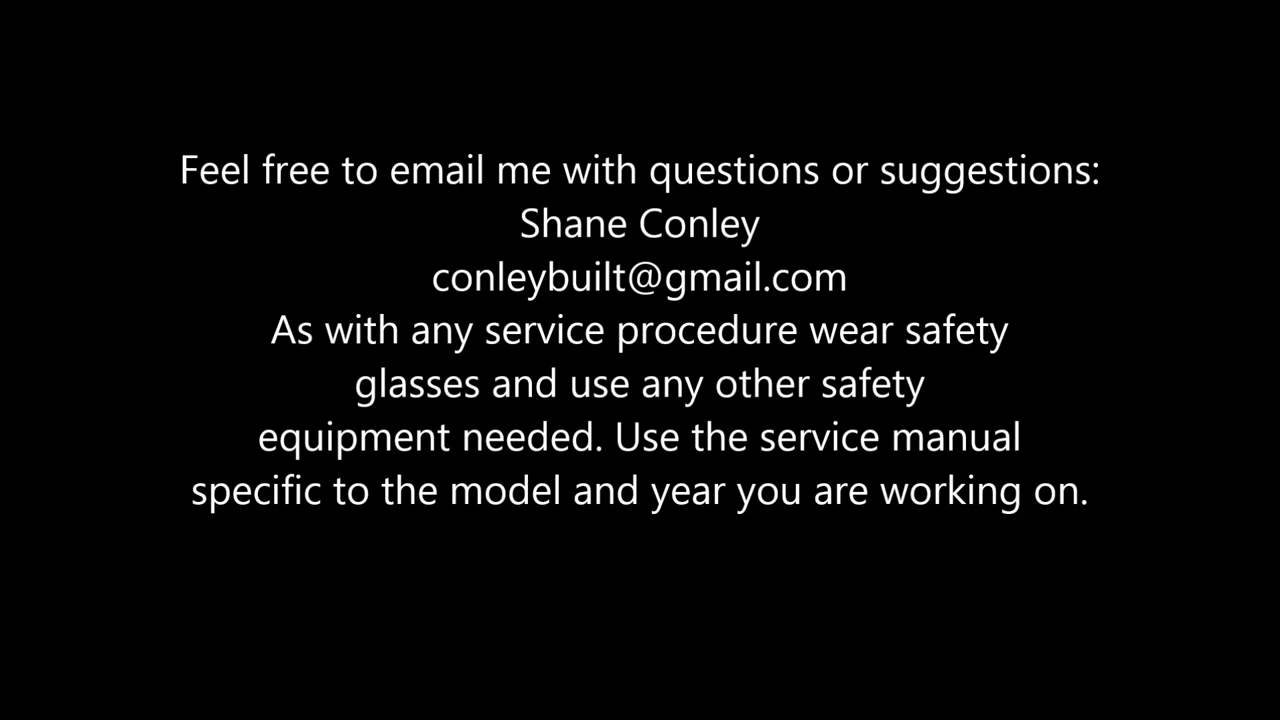 Feel free to email me with questions or suggestions:
Shane Conley
conleybuilt@gmail.com
As with any service procedure wear safety
glasses and use any other safety
equipment needed. Use the service manual
specific to the model and year you are working on.